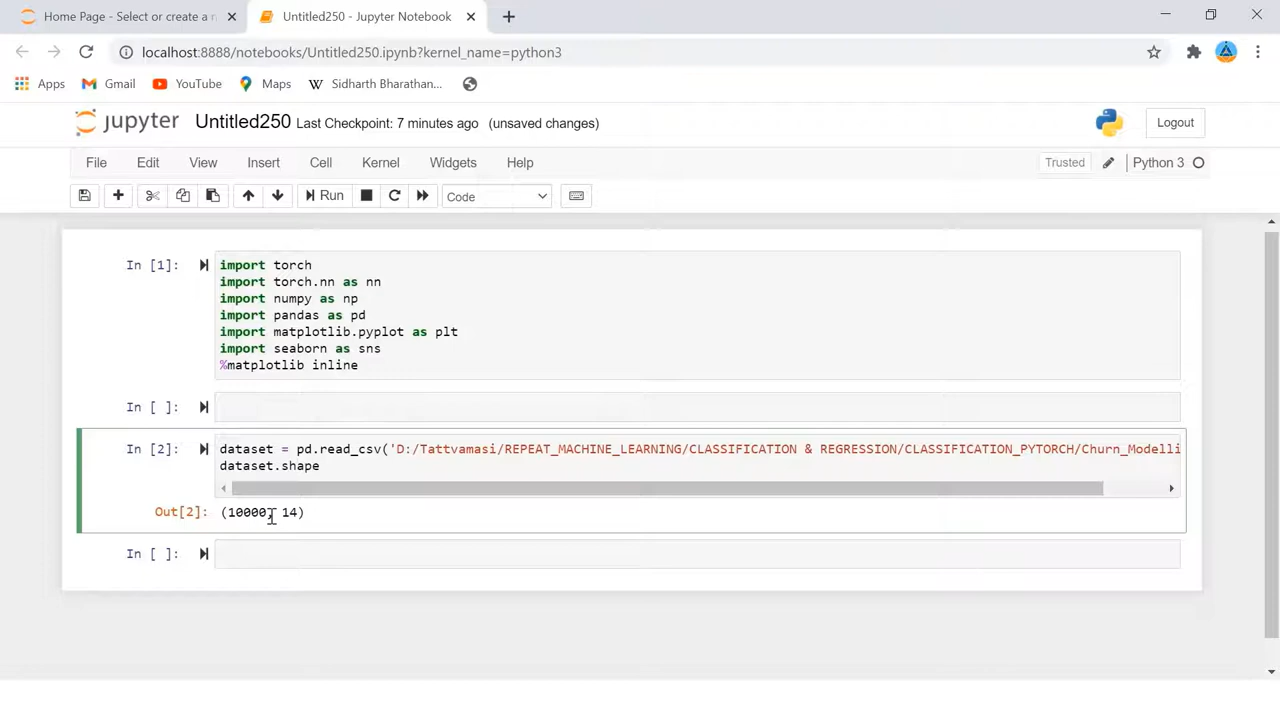 Home Page - Select or create a n
Untitled250 - Jupyter Notebook
localhost:8888/notebooks/Untitled250.ipynb?kernel_name=python3
Apps Gmail YouTube Maps W Sidharth Bharathan...
jupyter Untitled250 Last Checkpoint: 7 minutes ago (unsaved changes) Logout
File Edit View Insert Cell Kernel Widgets Help Trusted Python 3
Run Code
In [1]: import torch
import torch.nn as nn
import numpy as np
import pandas as pd
import matplotlib.pyplot as plt
import seaborn as sns
%matplotlib inline
In [ ]:
In [2]: dataset = pd.read_csv('D:/Tattvamasi/REPEAT_MACHINE_LEARNING/CLASSIFICATION & REGRESSION/CLASSIFICATION_PYTORCH/Churn_Modelli
dataset.shape
Out[2]: (10000, 14)
In [ ]: